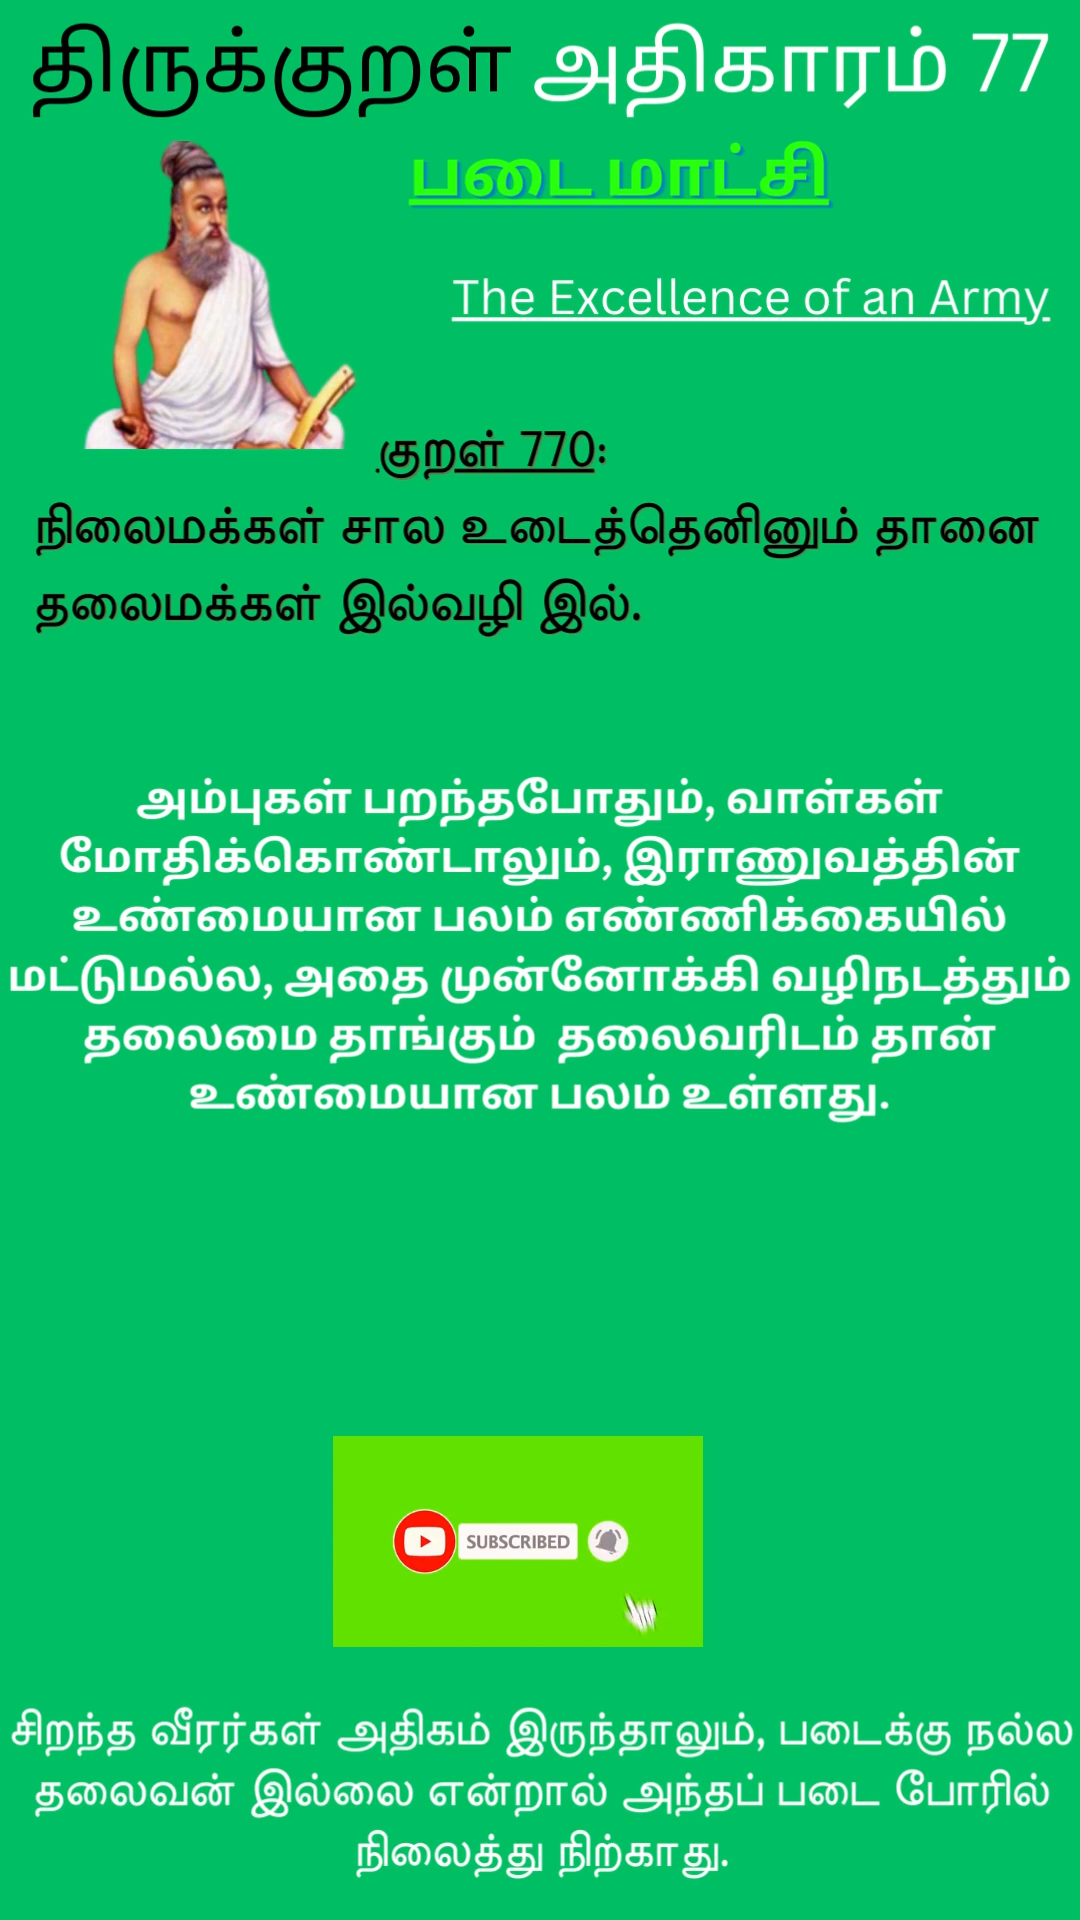 திருக்குறள் அதிகாரம் 77
படை மாட்சி
The Excellence of an Army
குறள் 770:
நிலைமக்கள் சால உடைத்தெனினும் தானை
தலைமக்கள் இல்வழி இல்.
அம்புகள் பறந்தபோதும், வாள்கள்
மோதிக்கொண்டாலும், இராணுவத்தின்
உண்மையான பலம் எண்ணிக்கையில்
மட்டுமல்ல, அதை முன்னோக்கி வழிநடத்தும்
தலைமை தாங்கும் தலைவரிடம் தான்
உண்மையான பலம் உள்ளது.
SUBSCRIBED
சிறந்த வீரர்கள் அதிகம் இருந்தாலும், படைக்கு நல்ல
தலைவன் இல்லை என்றால் அந்தப் படை போரில்
நிலைத்து நிற்காது.